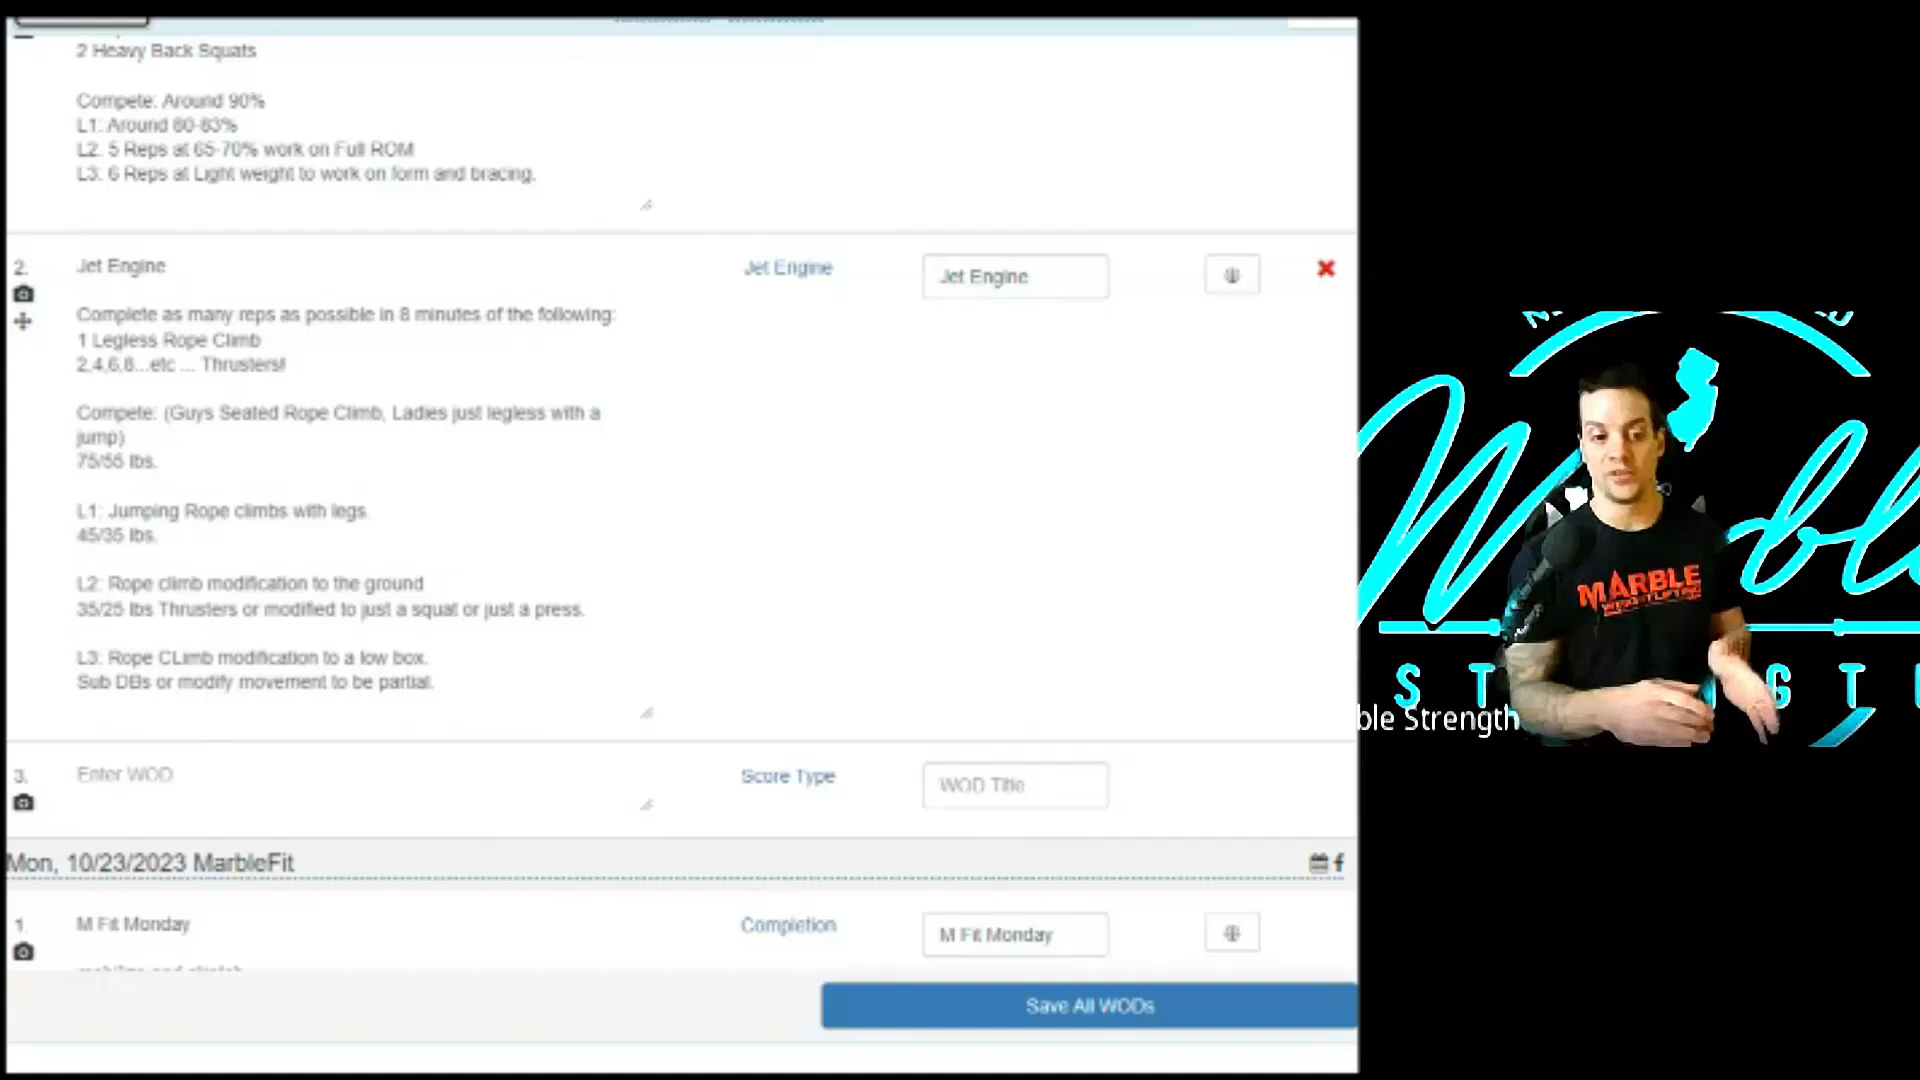 2 Heavy Back Squats
Compete: Around 90%
L1: Around 80-83%
L2: 5 Reps at 65-70% work on Full ROM
L3: 6 Reps at Light weight to work on form and bracing.
2. Jet Engine Jet Engine Jet Engine
Complete as many reps as possible in 8 minutes of the following:
1 Legless Rope Climb
2,4,6,8...etc ... Thrusters!
Compete: (Guys Seated Rope Climb, Ladies just legless with a
jump)
75/55 lbs.
L1: Jumping Rope climbs with legs.
45/35 lbs.
L2: Rope climb modification to the ground
35/25 lbs Thrusters or modified to just a squat or just a press.
L3: Rope CLimb modification to a low box.
Sub DBs or modify movement to be partial.
3. Enter WOD Score Type WOD Title
Mon, 10/23/2023 MarbleFit
1. M Fit Monday Completion M Fit Monday
Save All WODs
MARBLE
WEIGHTLIFTING
ble Strength